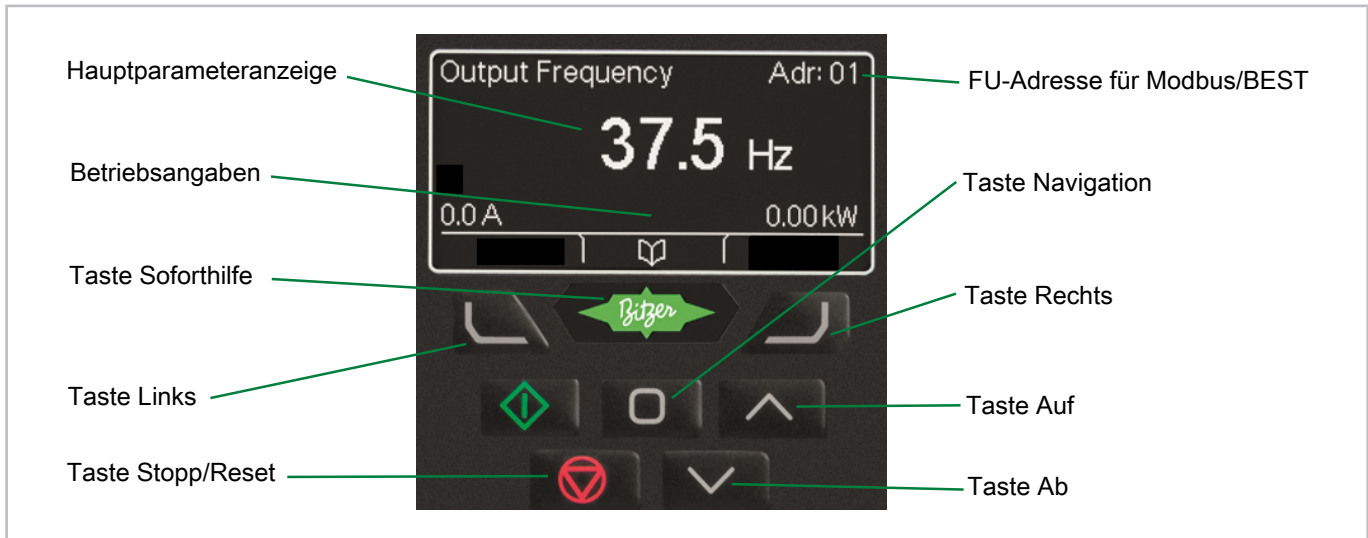 Hauptparameteranzeige
Output Frequency Adr: 01
FU-Adresse für Modbus/BEST
37.5 Hz
Betriebsangaben
Taste Navigation
0.0 A 0.00 kW
Taste Soforthilfe
Bitzer
Taste Rechts
Taste Links
Taste Auf
Taste Stopp/Reset
Taste Ab